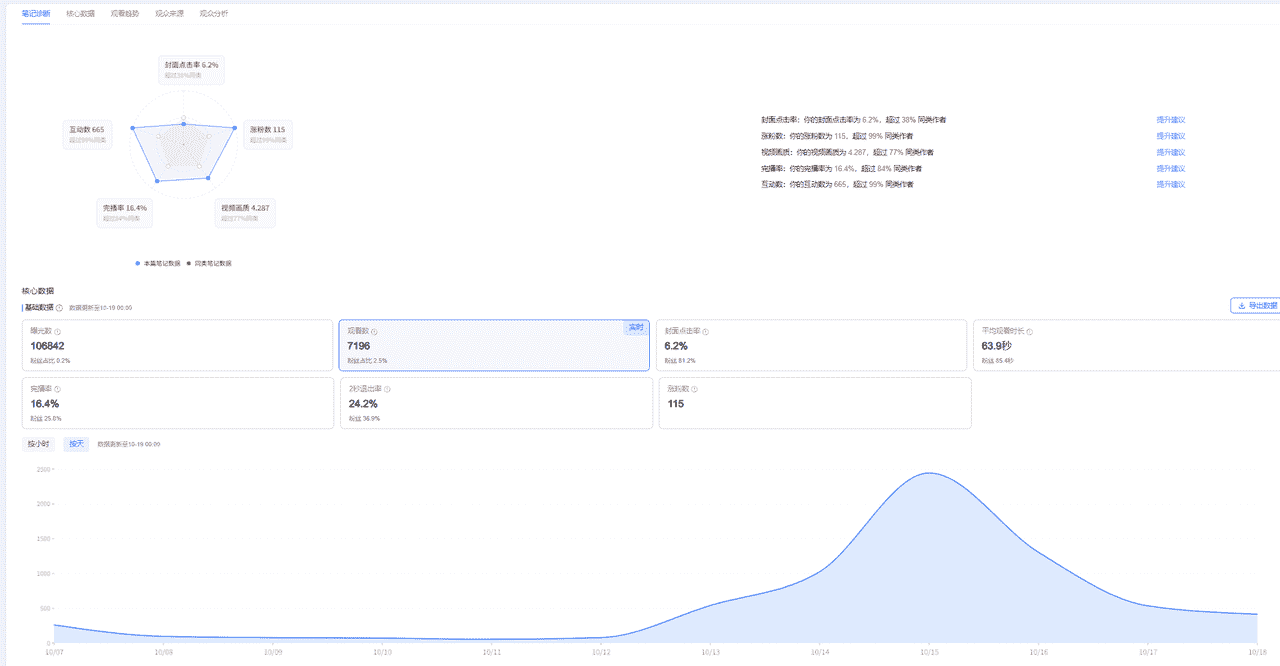 笔记诊断 核心数据 观看趋势 观众来源 观众分析
封面点击率 6.2%
超过38%同类
互动数 665
超过99%同类
涨粉数 115
超过99%同类
完播率 16.4%
超过84%同类
视频画质 4.287
超过77%同类
本篇笔记数据 同类笔记数据
封面点击率：你的封面点击率为 6.2%，超过 38% 同类作者 提升建议
涨粉数：你的涨粉数为 115，超过 99% 同类作者 提升建议
视频画质：你的视频画质为 4.287，超过 77% 同类作者 提升建议
完播率：你的完播率为 16.4%，超过 84% 同类作者 提升建议
互动数：你的互动数为 665，超过 99% 同类作者 提升建议
核心数据
基础数据 数据更新至10-19 00:09
导出数据
曝光数
106842
粉丝占比 0.2%
观看数
实时
7196
粉丝占比 2.5%
封面点击率
6.2%
粉丝 81.2%
平均观看时长
63.9秒
粉丝 85.4秒
完播率
16.4%
粉丝 25.8%
2秒退出率
24.2%
粉丝 36.9%
涨粉数
115
按小时 按天 数据更新至10-19 00:09
2500
2000
1500
1000
500
0
10/07 10/08 10/09 10/10 10/11 10/12 10/13 10/14 10/15 10/16 10/17 10/18